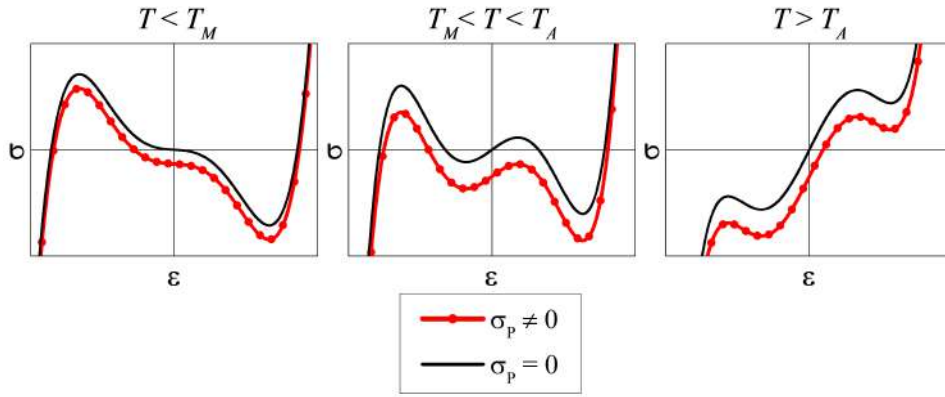 T < T_M
T_M < T < T_A
T > T_A
σ
σ
σ
ε
ε
ε
σ_P ≠ 0
σ_P = 0